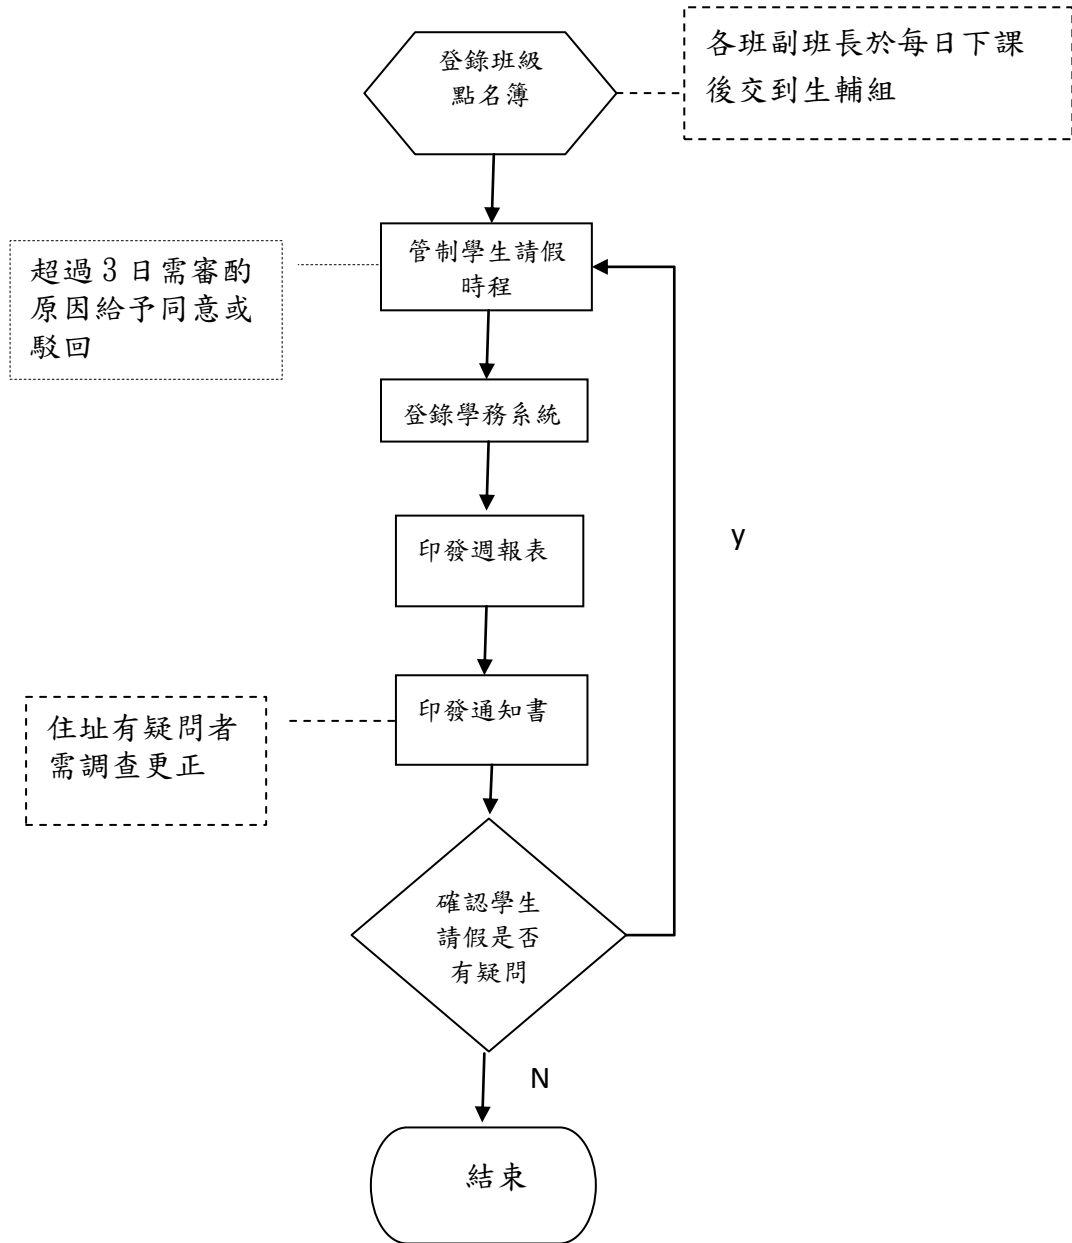 登錄班級
點名簿
各班副班長於每日下課
後交到生輔組
管制學生請假
時程
超過 3 日需審酌
原因給予同意或
駁回
登錄學務系統
印發週報表
y
印發通知書
住址有疑問者
需調查更正
確認學生
請假是否
有疑問
N
結束